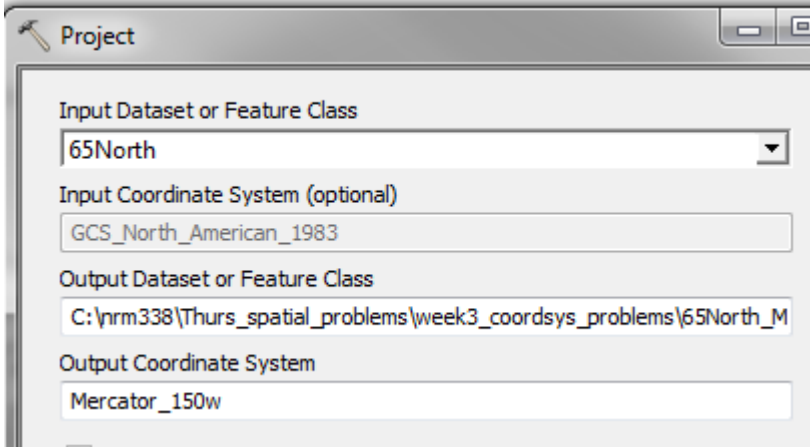 Project
Input Dataset or Feature Class
65North
Input Coordinate System (optional)
GCS_North_American_1983
Output Dataset or Feature Class
C:\nrm338\Thurs_spatial_problems\week3_coordsys_problems\65North_M
Output Coordinate System
Mercator_150w